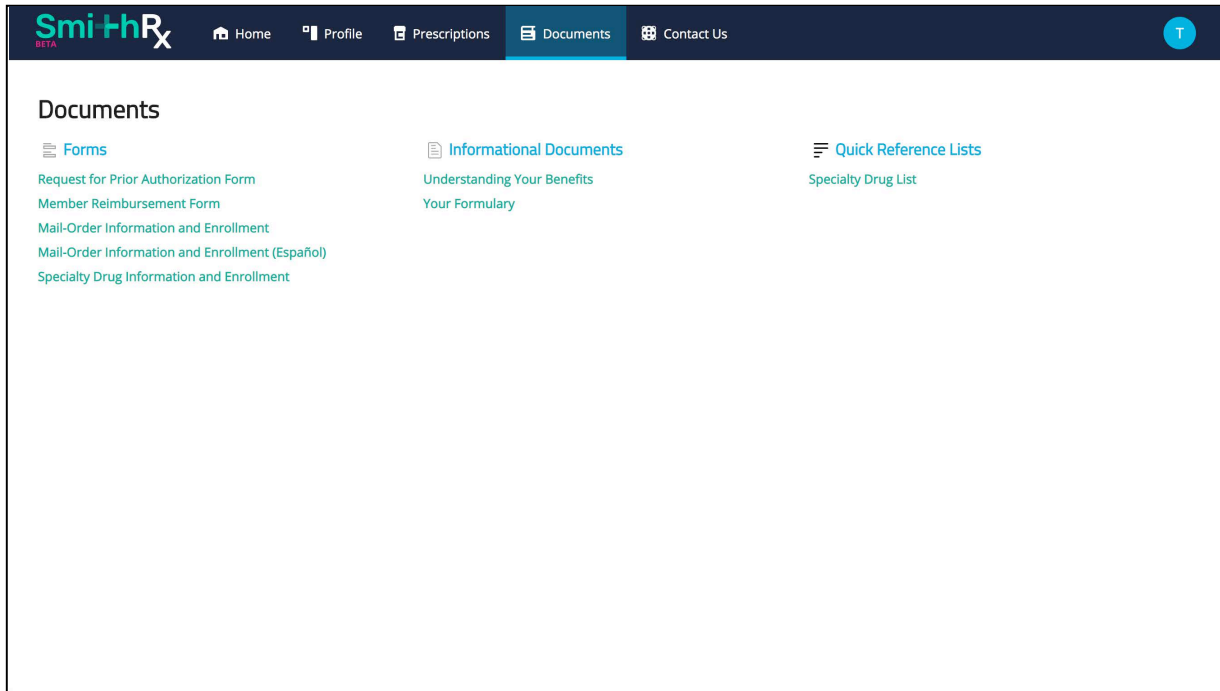 SmithRx
BETA
Home
Profile
Prescriptions
Documents
Contact Us
T
Documents
Forms
Request for Prior Authorization Form
Member Reimbursement Form
Mail-Order Information and Enrollment
Mail-Order Information and Enrollment (Español)
Specialty Drug Information and Enrollment
Informational Documents
Understanding Your Benefits
Your Formulary
Quick Reference Lists
Specialty Drug List